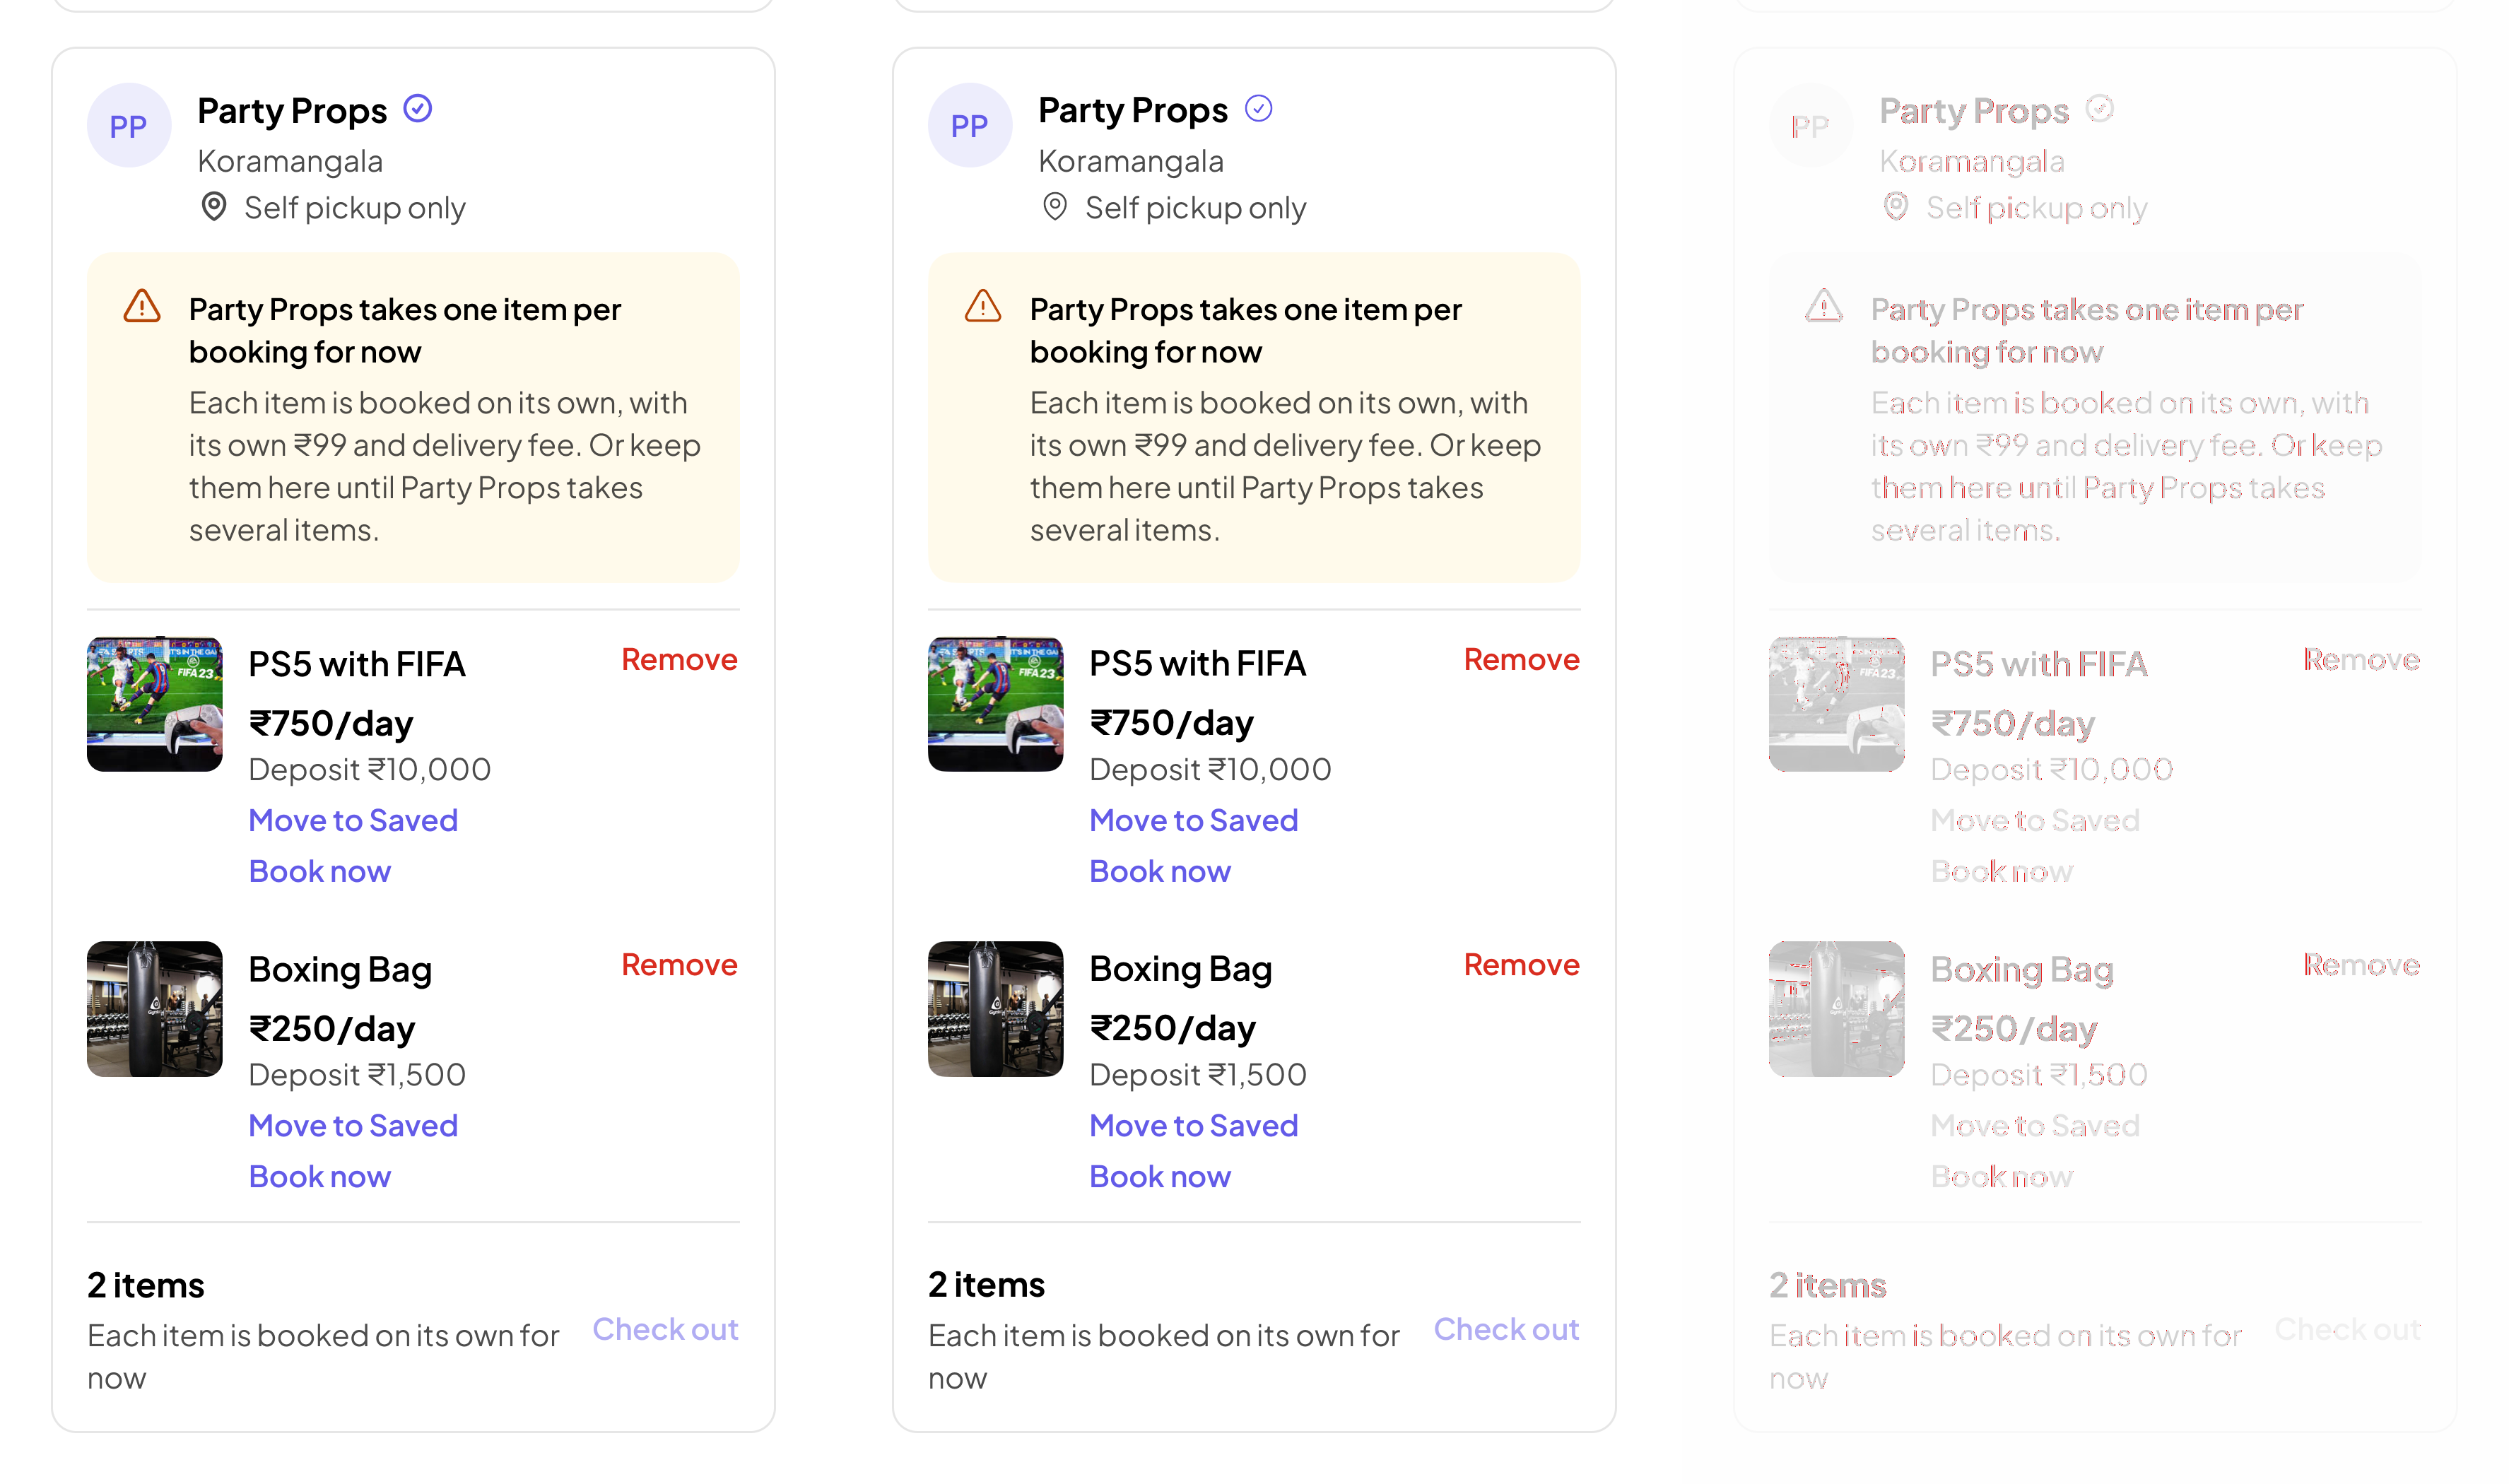 PP
Party Props
Koramangala
Self pickup only
Party Props takes one item per
booking for now
Each item is booked on its own, with
its own ₹99 and delivery fee. Or keep
them here until Party Props takes
several items.
FIFA 23
PS5 with FIFA
Remove
₹750/day
Deposit ₹10,000
Move to Saved
Book now
Boxing Bag
Remove
₹250/day
Deposit ₹1,500
Move to Saved
Book now
2 items
Each item is booked on its own for
now
Check out
PP
Party Props
Koramangala
Self pickup only
Party Props takes one item per
booking for now
Each item is booked on its own, with
its own ₹99 and delivery fee. Or keep
them here until Party Props takes
several items.
FIFA 23
PS5 with FIFA
Remove
₹750/day
Deposit ₹10,000
Move to Saved
Book now
Boxing Bag
Remove
₹250/day
Deposit ₹1,500
Move to Saved
Book now
2 items
Each item is booked on its own for
now
Check out
PP
Party Props
Koramangala
Self pickup only
Party Props takes one item per
booking for now
Each item is booked on its own, with
its own ₹99 and delivery fee. Or keep
them here until Party Props takes
several items.
FIFA 23
PS5 with FIFA
Remove
₹750/day
Deposit ₹10,000
Move to Saved
Book now
Boxing Bag
Remove
₹250/day
Deposit ₹1,500
Move to Saved
Book now
2 items
Each item is booked on its own for
now
Check out